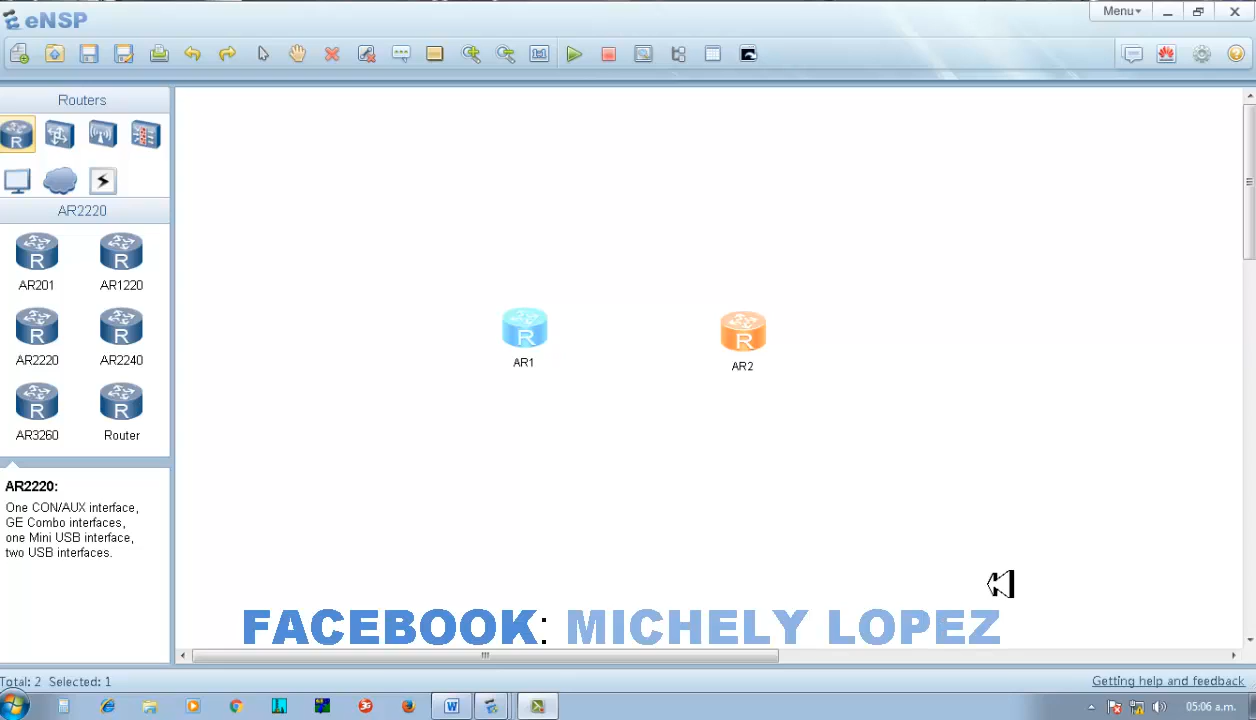 eNSP
Menu
Routers
AR2220
AR201
AR1220
AR2220
AR2240
AR3260
Router
AR2220:
One CON/AUX interface,
GE Combo interfaces,
one Mini USB interface,
two USB interfaces.
R
AR1
R
AR2
FACEBOOK: MICHELY LOPEZ
Total: 2 Selected: 1
Getting help and feedback
05:06 a.m.